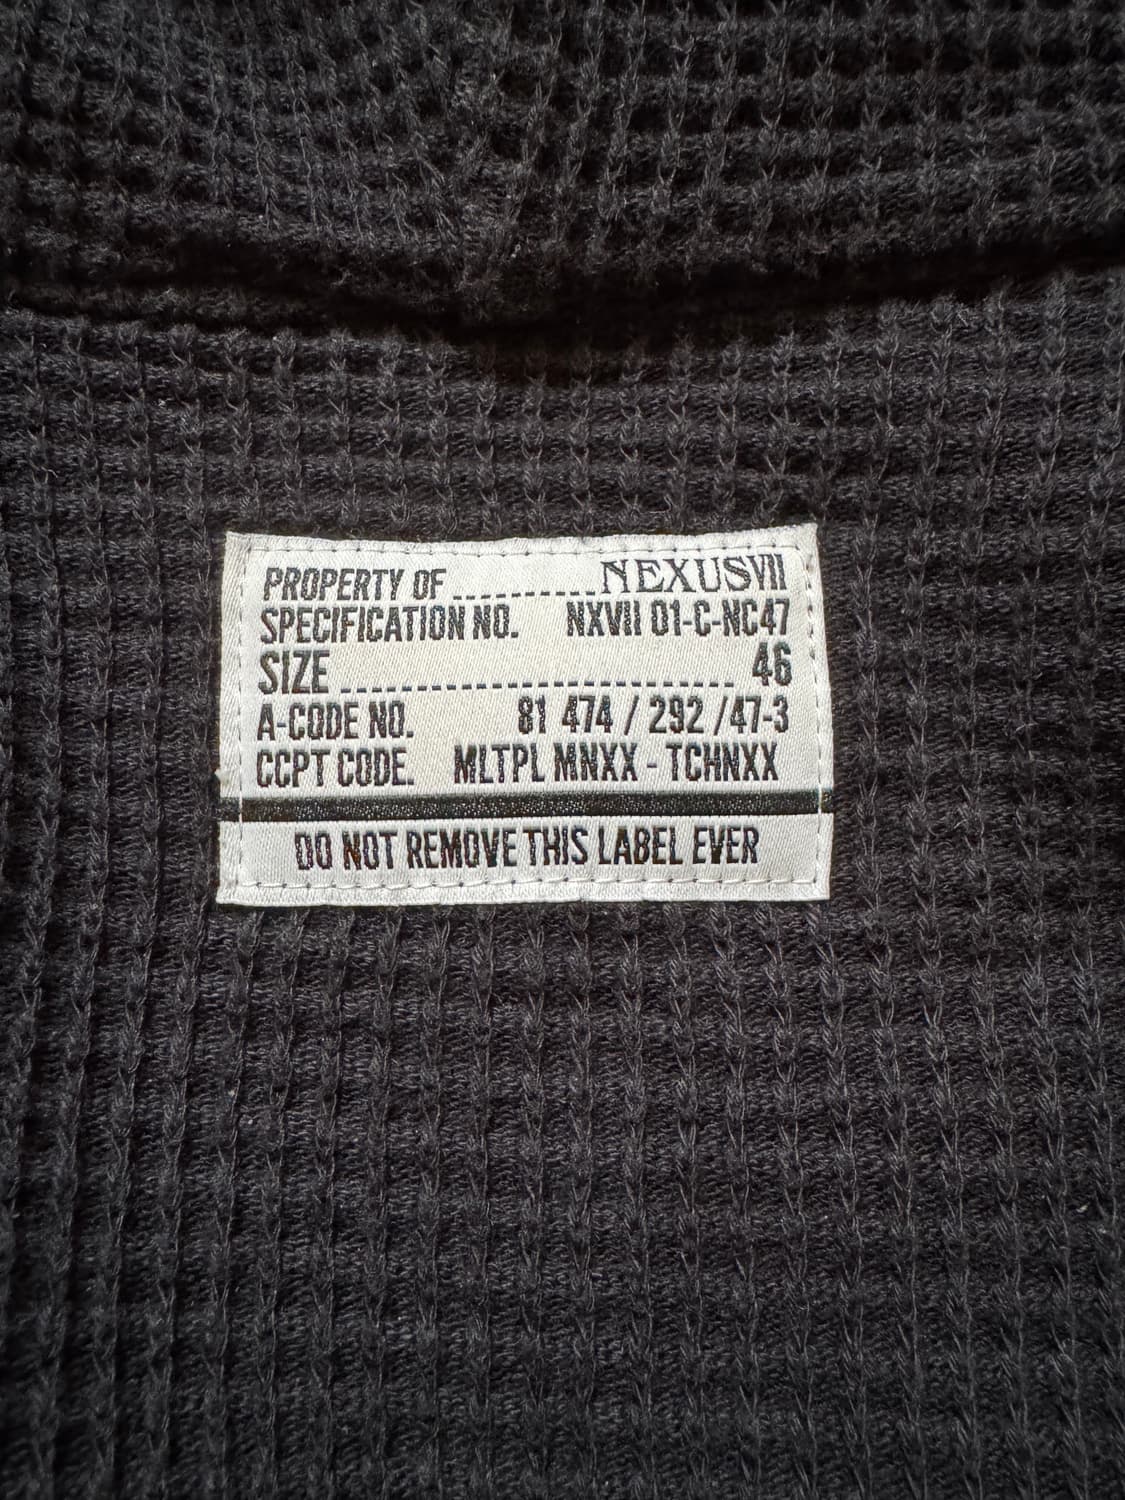 PROPERTY OF ............... NEXUSVII
SPECIFICATION NO. NXVII 01-C-NC47
SIZE ........................................ 46
A-CODE NO. 81 474 / 292 /47-3
CCPT CODE. MLTPL MNXX - TCHNXX
DO NOT REMOVE THIS LABEL EVER